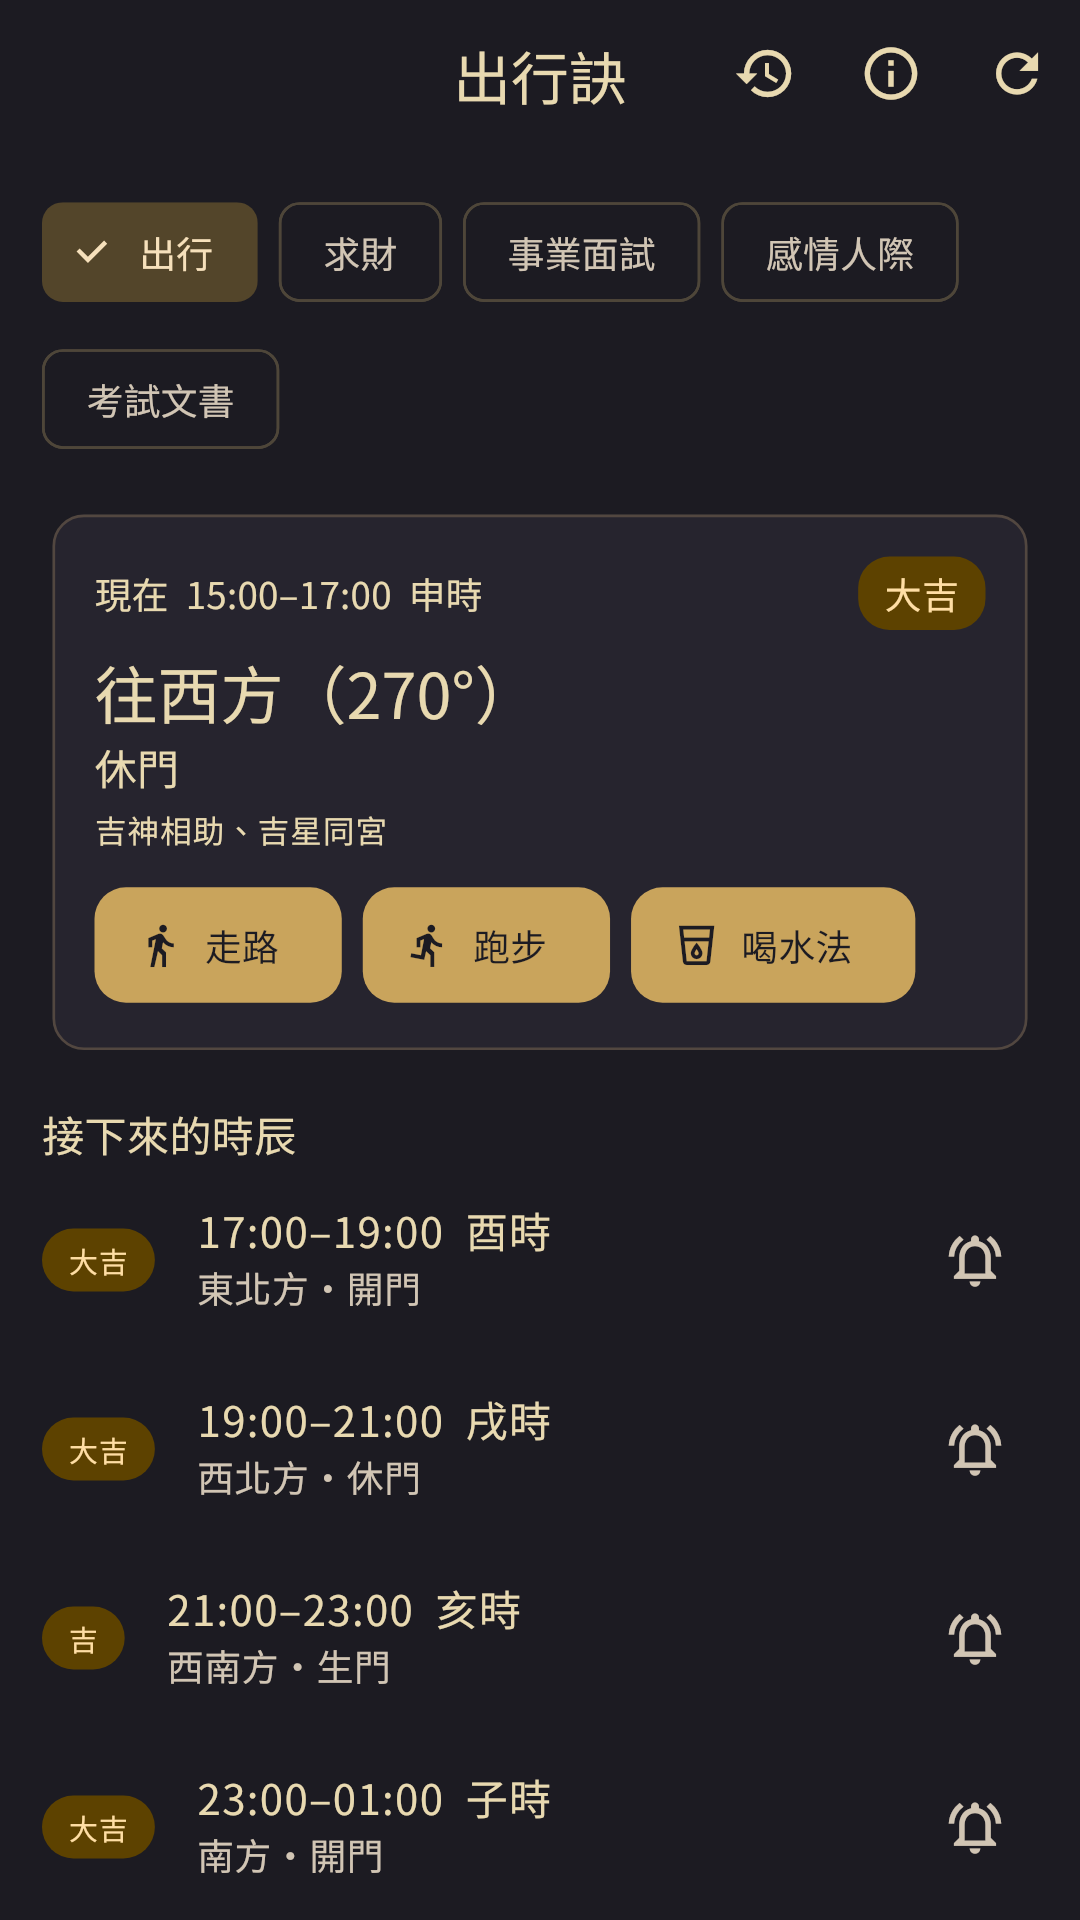 出行訣
出行
求財
事業面試
感情人際
考試文書
現在 15:00–17:00 申時
大吉
往西方（270°）
休門
吉神相助、吉星同宮
走路
跑步
喝水法
接下來的時辰
大吉
17:00–19:00 酉時
東北方・開門
大吉
19:00–21:00 戌時
西北方・休門
吉
21:00–23:00 亥時
西南方・生門
大吉
23:00–01:00 子時
南方・開門